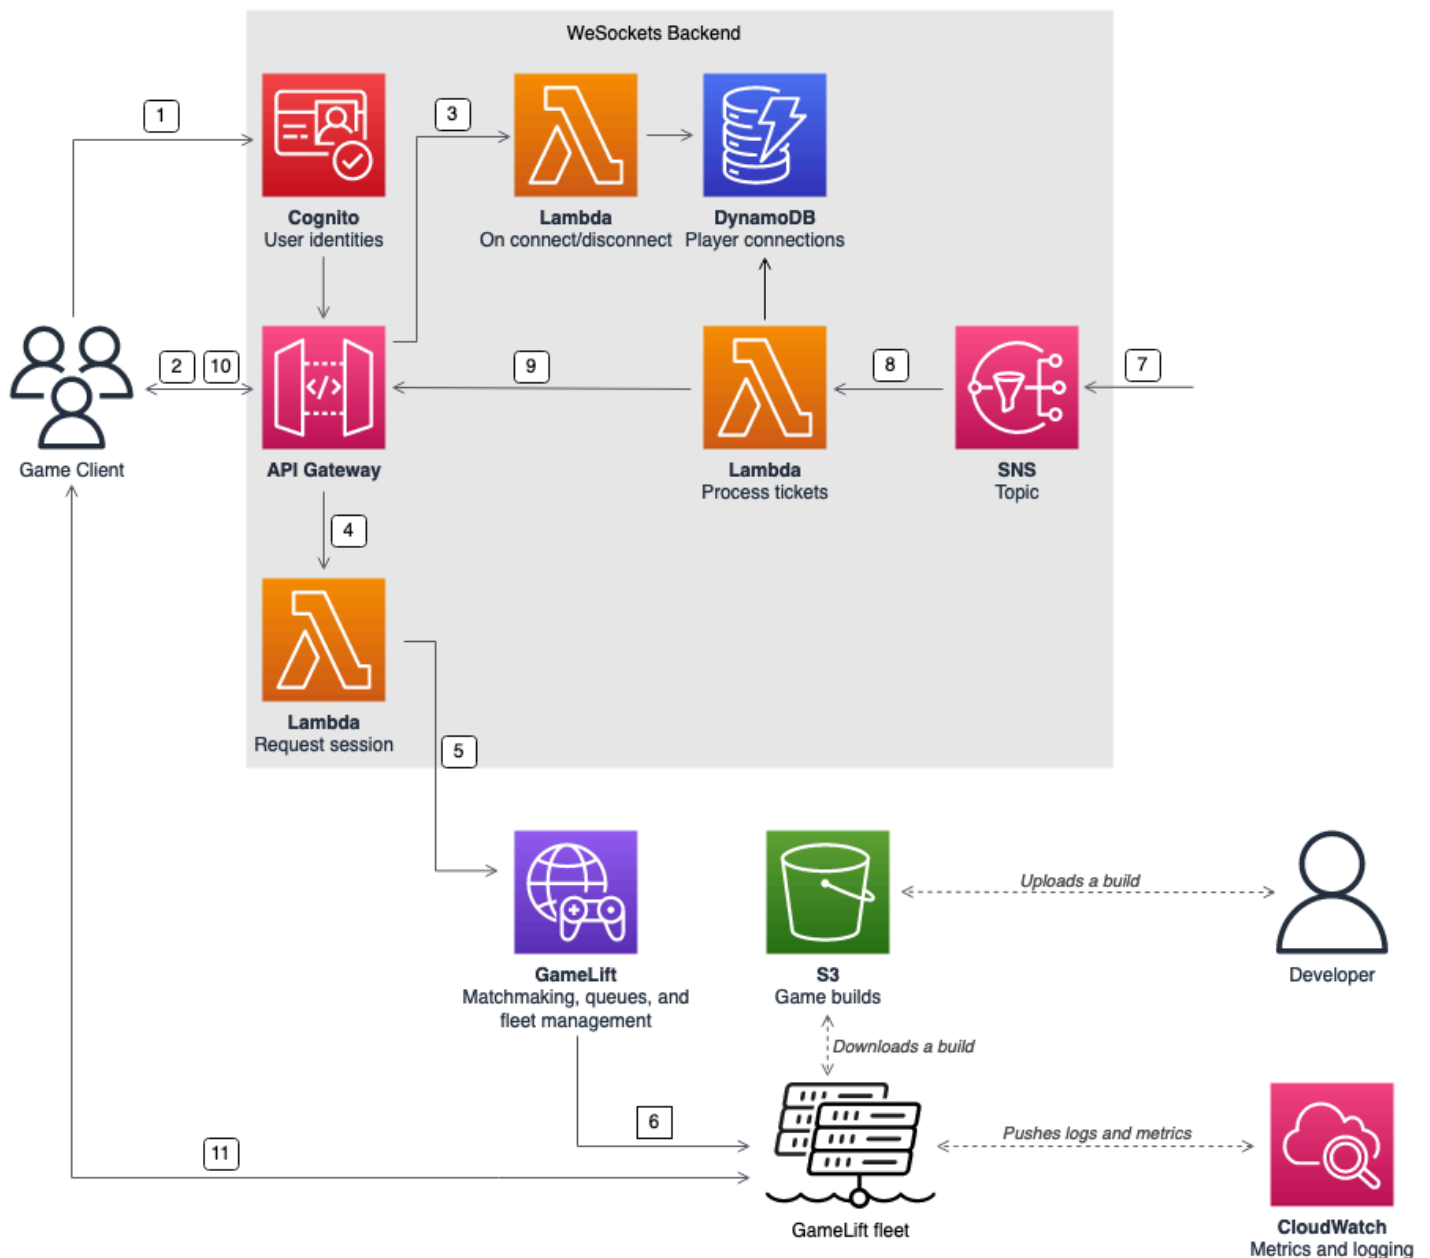 WeSockets Backend
1
3
Cognito
User identities
Lambda
On connect/disconnect
DynamoDB
Player connections
2
10
9
8
7
Game Client
API Gateway
Lambda
Process tickets
SNS
Topic
4
Lambda
Request session
5
Uploads a build
GameLift
Matchmaking, queues, and
fleet management
S3
Game builds
Developer
Downloads a build
6
Pushes logs and metrics
11
GameLift fleet
CloudWatch
Metrics and logging